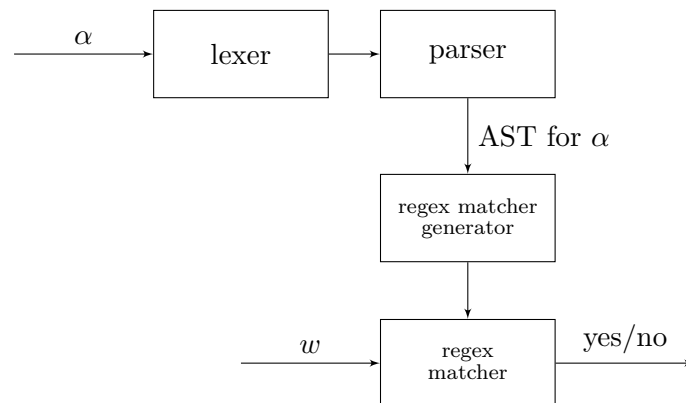 α
lexer
parser
AST for α
regex matcher
generator
w
regex
matcher
yes/no